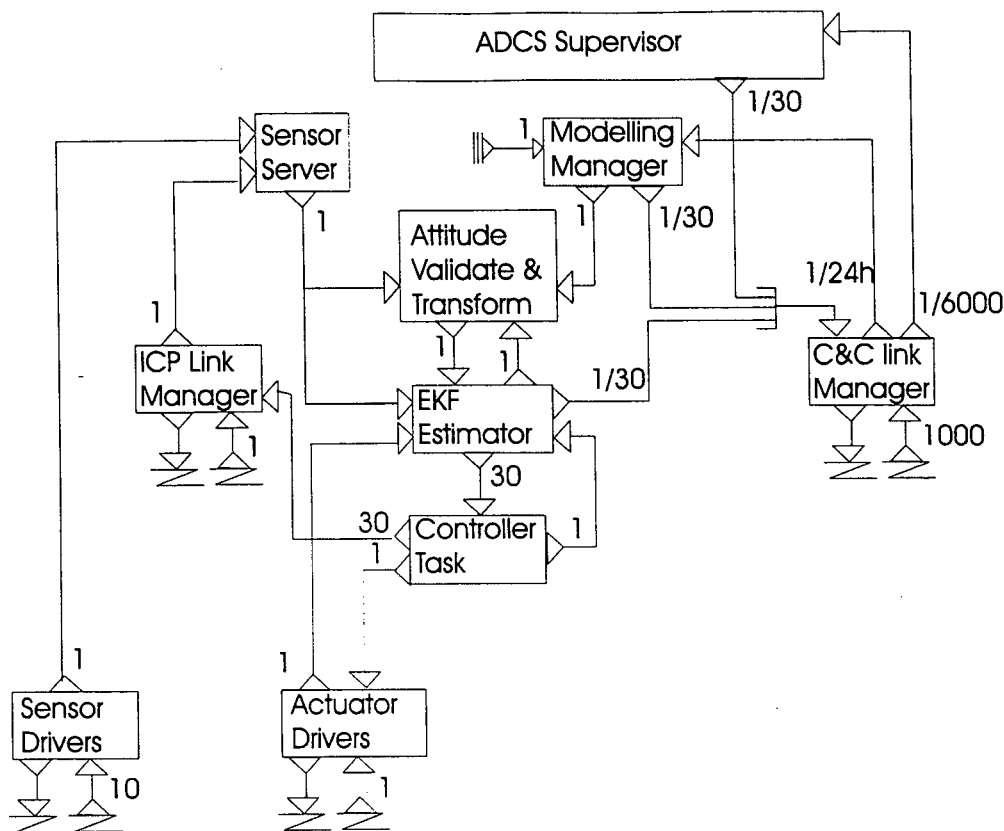 ADCS Supervisor
1/30
Sensor
Server
1
1
Modelling
Manager
1
1/30
Attitude
Validate &
Transform
1/24h
1/6000
1
ICP Link
Manager
1
1
1
1/30
EKF
Estimator
C&C link
Manager
1000
30
30
1
Controller
Task
1
1
1
Sensor
Drivers
10
Actuator
Drivers
1